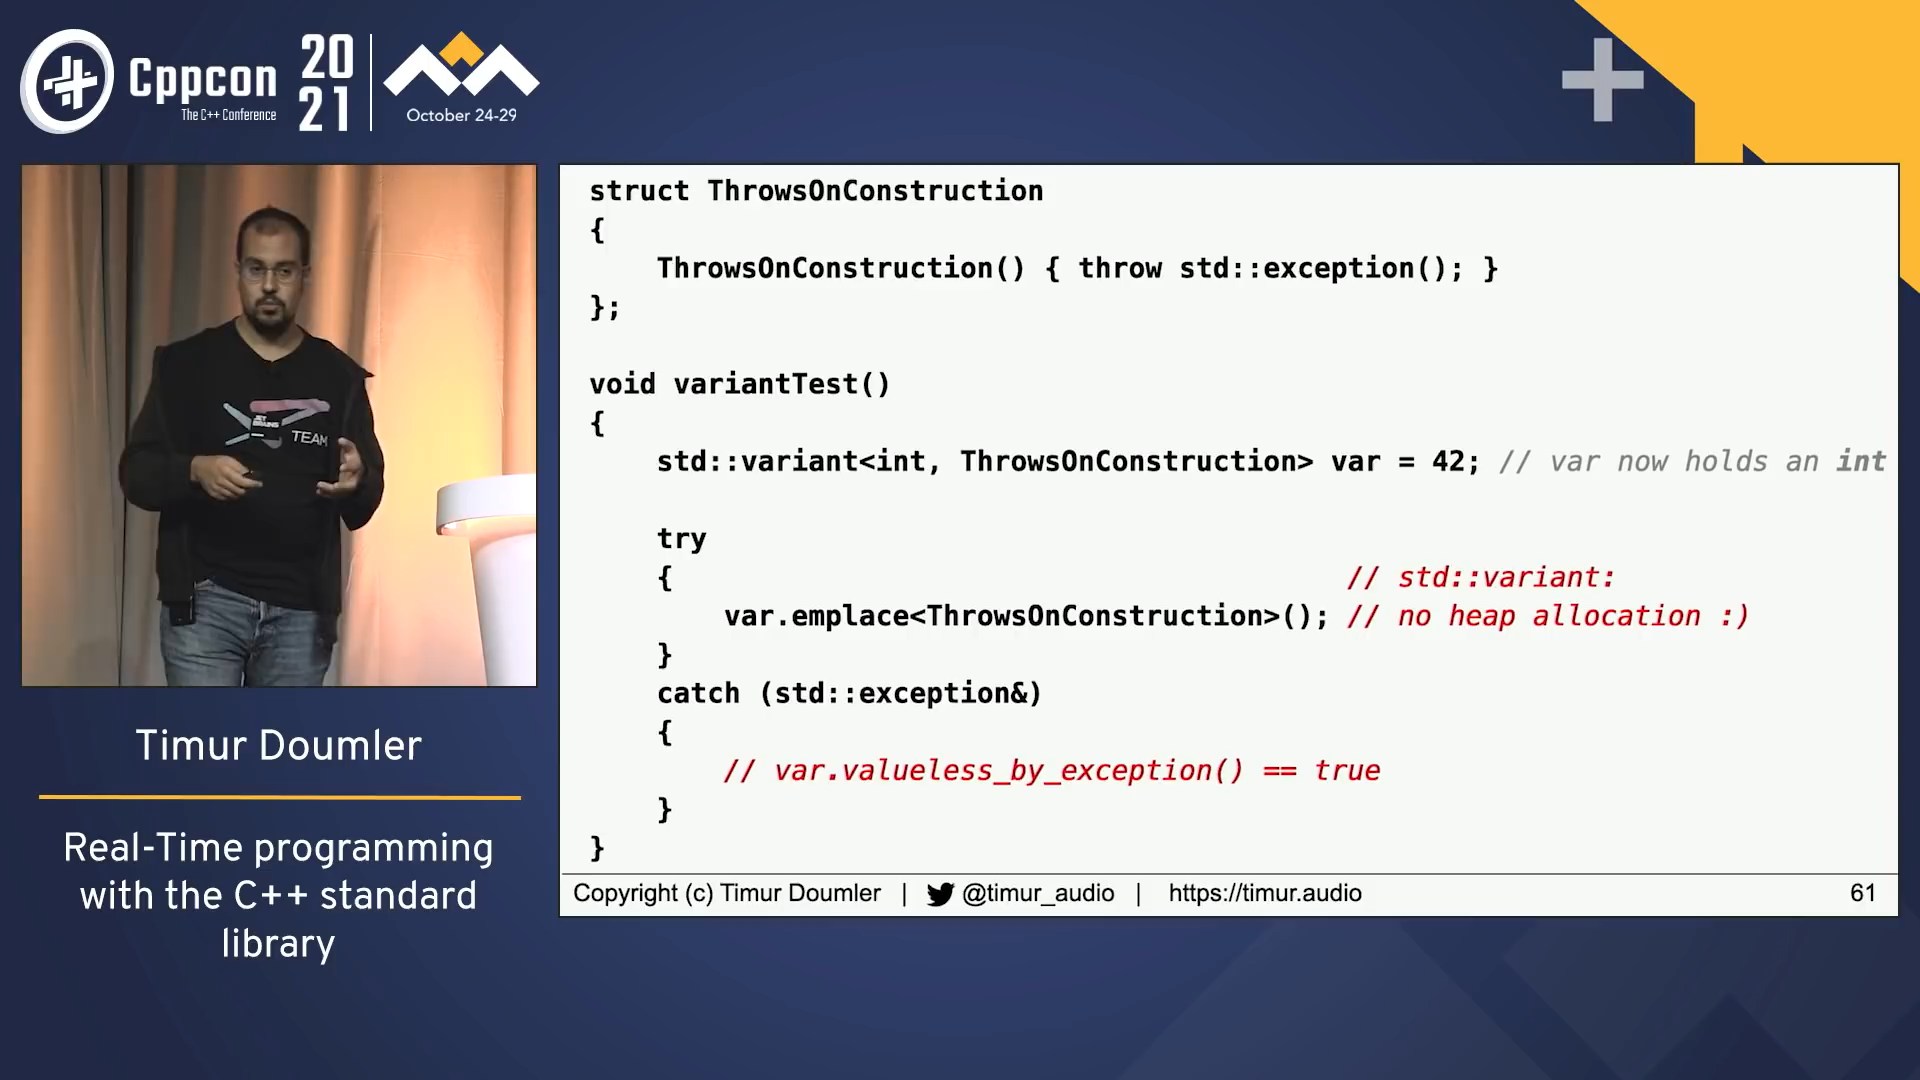 Cppcon
The C++ Conference
20
21
October 24-29
JET
BRAINS
TEAM
Timur Doumler
Real-Time programming
with the C++ standard
library
struct ThrowsOnConstruction
{
    ThrowsOnConstruction() { throw std::exception(); }
};
void variantTest()
{
    std::variant<int, ThrowsOnConstruction> var = 42; // var now holds an int
    try
    { // std::variant:
        var.emplace<ThrowsOnConstruction>(); // no heap allocation :)
    }
    catch (std::exception&)
    {
        // var.valueless_by_exception() == true
    }
}
Copyright (c) Timur Doumler | @timur_audio | https://timur.audio 61